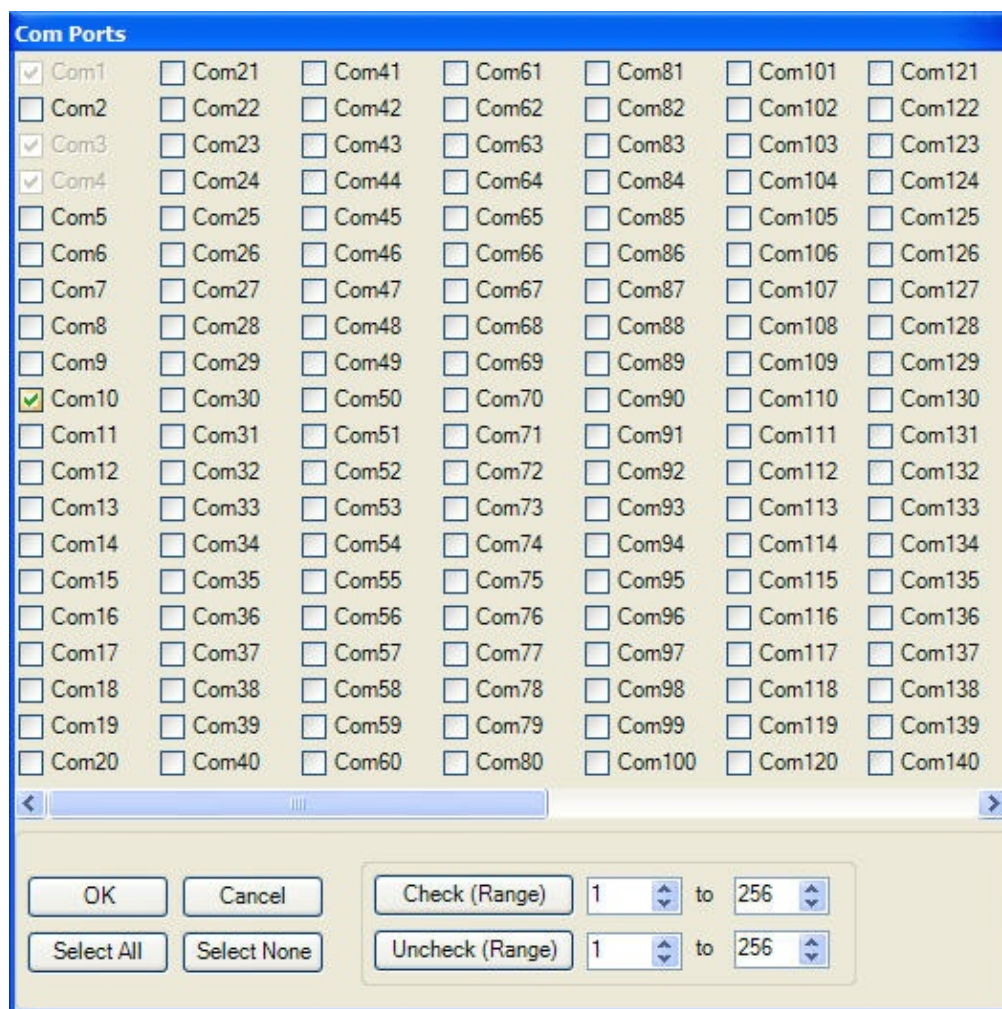 Com Ports
Com1 Com21 Com41 Com61 Com81 Com101 Com121
Com2 Com22 Com42 Com62 Com82 Com102 Com122
Com3 Com23 Com43 Com63 Com83 Com103 Com123
Com4 Com24 Com44 Com64 Com84 Com104 Com124
Com5 Com25 Com45 Com65 Com85 Com105 Com125
Com6 Com26 Com46 Com66 Com86 Com106 Com126
Com7 Com27 Com47 Com67 Com87 Com107 Com127
Com8 Com28 Com48 Com68 Com88 Com108 Com128
Com9 Com29 Com49 Com69 Com89 Com109 Com129
Com10 Com30 Com50 Com70 Com90 Com110 Com130
Com11 Com31 Com51 Com71 Com91 Com111 Com131
Com12 Com32 Com52 Com72 Com92 Com112 Com132
Com13 Com33 Com53 Com73 Com93 Com113 Com133
Com14 Com34 Com54 Com74 Com94 Com114 Com134
Com15 Com35 Com55 Com75 Com95 Com115 Com135
Com16 Com36 Com56 Com76 Com96 Com116 Com136
Com17 Com37 Com57 Com77 Com97 Com117 Com137
Com18 Com38 Com58 Com78 Com98 Com118 Com138
Com19 Com39 Com59 Com79 Com99 Com119 Com139
Com20 Com40 Com60 Com80 Com100 Com120 Com140
OK Cancel Check (Range) 1 to 256
Select All Select None Uncheck (Range) 1 to 256